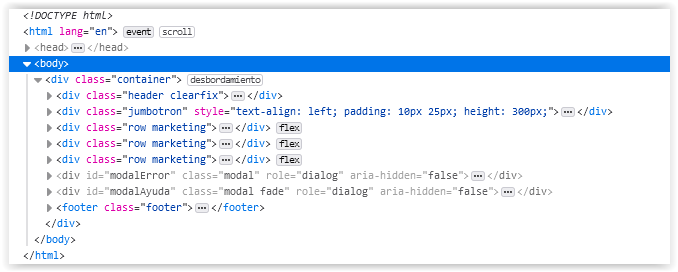 <!DOCTYPE html>
<html lang="en"> event scroll
<head> ••• </head>
<body>
<div class="container"> desbordamiento
<div class="header clearfix"> ••• </div>
<div class="jumbotron" style="text-align: left; padding: 10px 25px; height: 300px;"> ••• </div>
<div class="row marketing"> ••• </div> flex
<div class="row marketing"> ••• </div> flex
<div class="row marketing"> ••• </div> flex
<div id="modalError" class="modal" role="dialog" aria-hidden="false"> ••• </div>
<div id="modalAyuda" class="modal fade" role="dialog" aria-hidden="false"> ••• </div>
<footer class="footer"> ••• </footer>
</div>
</body>
</html>